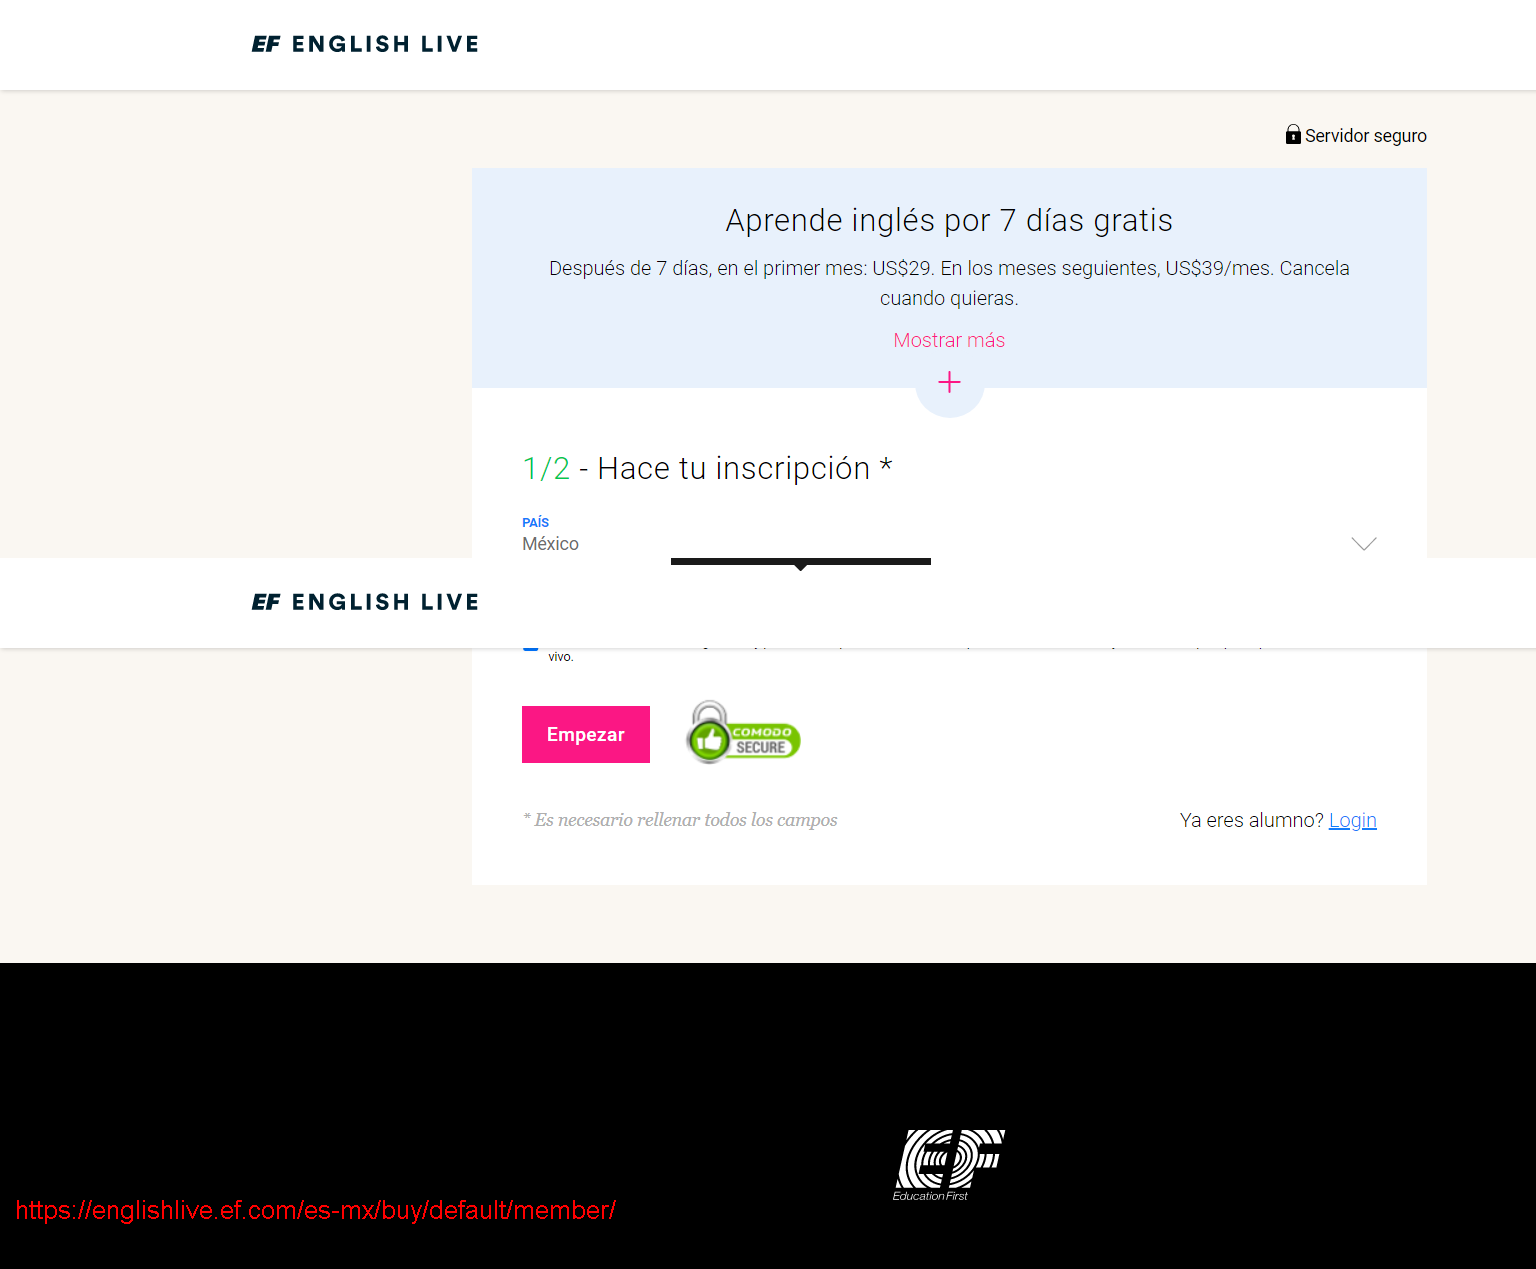 EF ENGLISH LIVE
Servidor seguro
Aprende inglés por 7 días gratis
Después de 7 días, en el primer mes: US$29. En los meses seguientes, US$39/mes. Cancela
cuando quieras.
Mostrar más
1/2 - Hace tu inscripción *
PAÍS
México
EF ENGLISH LIVE
vivo.
Empezar
COMODO
SECURE
* Es necesario rellenar todos los campos
Ya eres alumno? Login
EF
Education First
https://englishlive.ef.com/es-mx/buy/default/member/